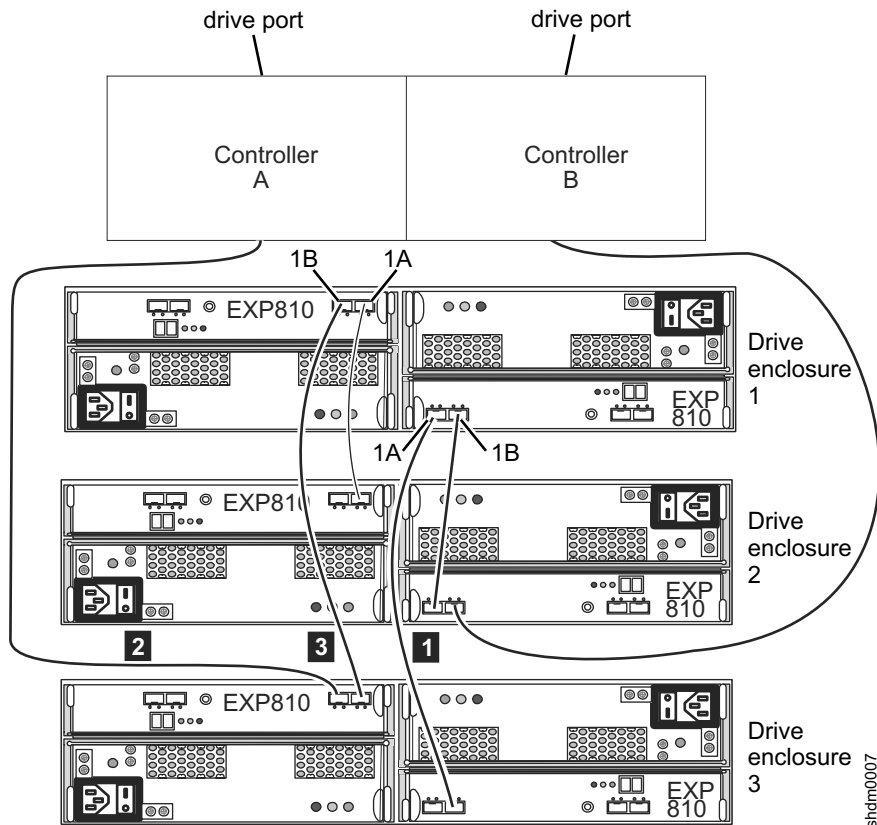 drive port
drive port
Controller
A
Controller
B
1B
1A
EXP810
Drive
enclosure
1
EXP
810
1A
1B
EXP810
Drive
enclosure
2
EXP
810
2
3
1
EXP810
Drive
enclosure
3
EXP
810
shdm0007